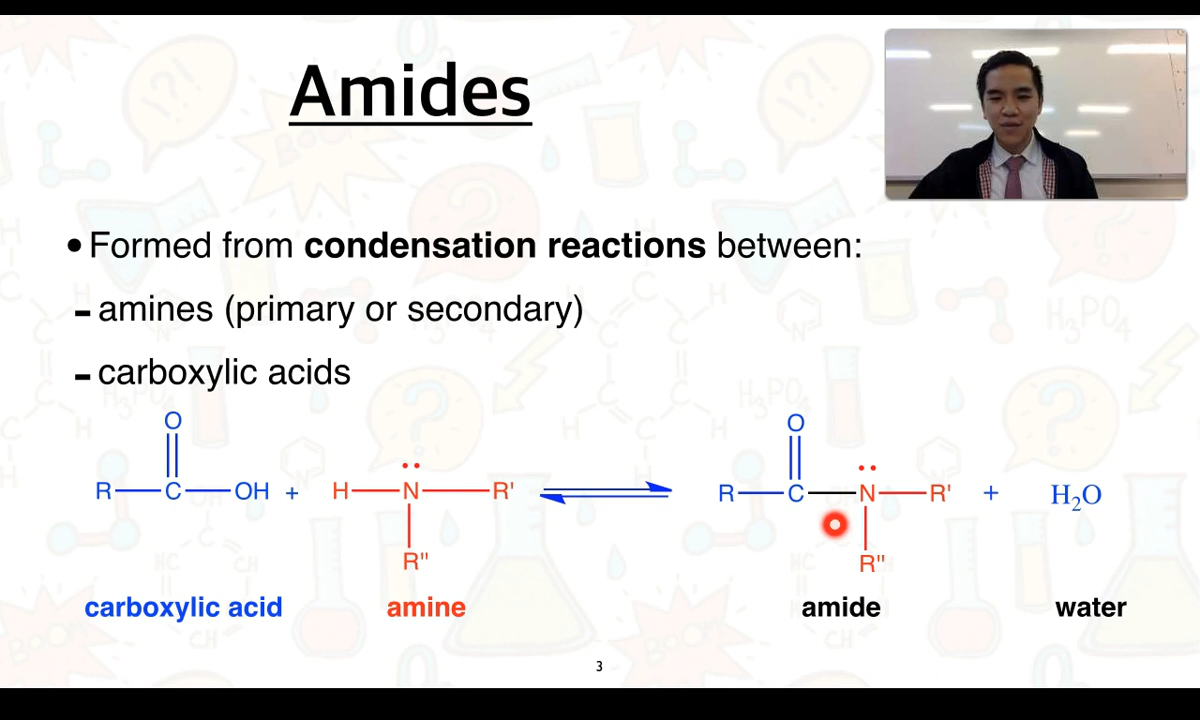 Amides
•Formed from condensation reactions between:
- amines (primary or secondary)
- carboxylic acids
O O
R C OH + H N R' R C N R' + H₂O
R" R"
carboxylic acid amine amide water
3